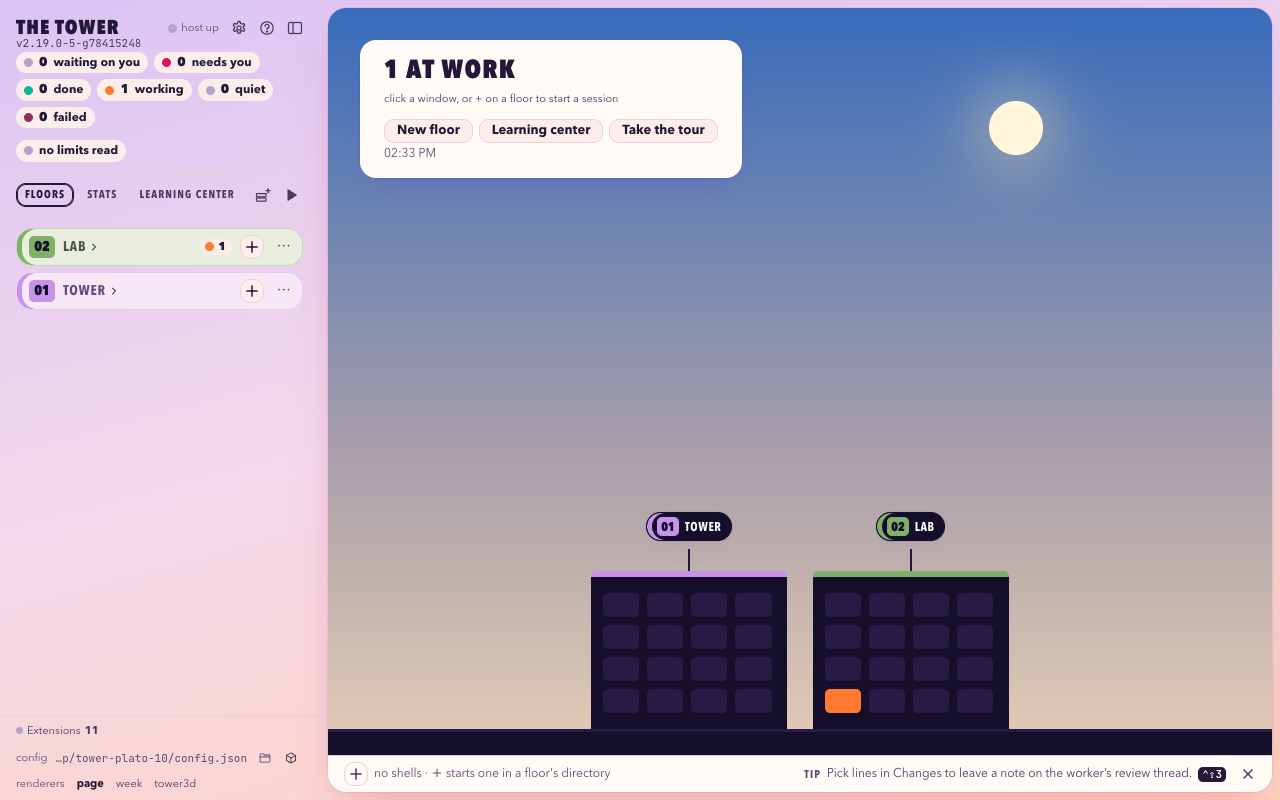 THE TOWER
host up
v2.19.0-5-g78415248
0 waiting on you
0 needs you
0 done
1 working
0 quiet
0 failed
no limits read
FLOORS
STATS
LEARNING CENTER
02 LAB >
1
+
...
01 TOWER >
+
...
Extensions 11
config …p/tower-plato-10/config.json
renderers page week tower3d
1 AT WORK
click a window, or + on a floor to start a session
New floor
Learning center
Take the tour
02:33 PM
01 TOWER
02 LAB
+ no shells · + starts one in a floor's directory
TIP Pick lines in Changes to leave a note on the worker's review thread. ^⇧3